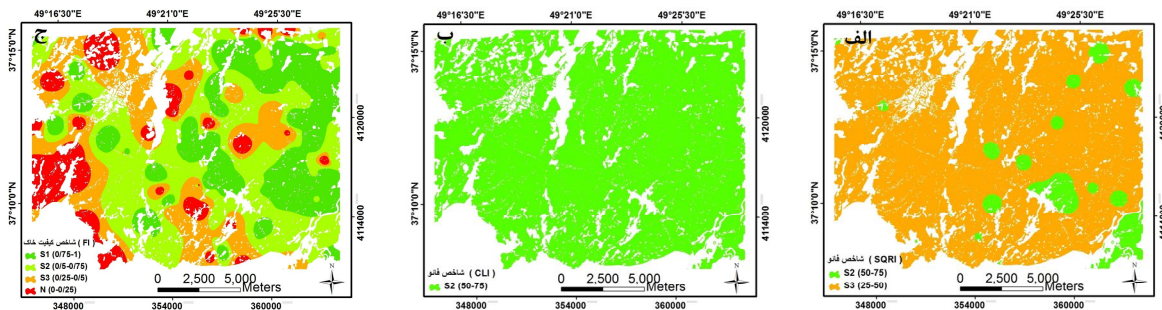 49°16'30"E 49°21'0"E 49°25'30"E
ج
37°15'0"N
37°10'0"N
4120000
4114000
شاخص کیفیت خاک ( FI )
S1 (0/75-1)
S2 (0/5-0/75)
S3 (0/25-0/5)
N (0-0/25)
0 2,500 5,000
Meters
N
348000 354000 360000
49°16'30"E 49°21'0"E 49°25'30"E
ب
37°15'0"N
37°10'0"N
4120000
4114000
شاخص فائو ( CLI )
S2 (50-75)
0 2,500 5,000
Meters
N
348000 354000 360000
49°16'30"E 49°21'0"E 49°25'30"E
الف
37°15'0"N
37°10'0"N
شاخص فائو ( SQRI )
S2 (50-75)
S3 (25-50)
0 2,500 5,000
Meters
N
348000 354000 360000